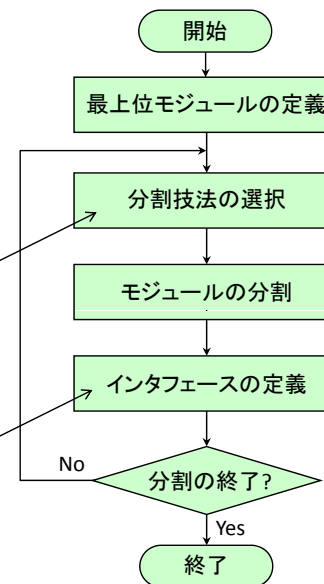 開始
最上位モジュールの定義
分割技法の選択
モジュールの分割
インタフェースの定義
No
分割の終了?
Yes
終了